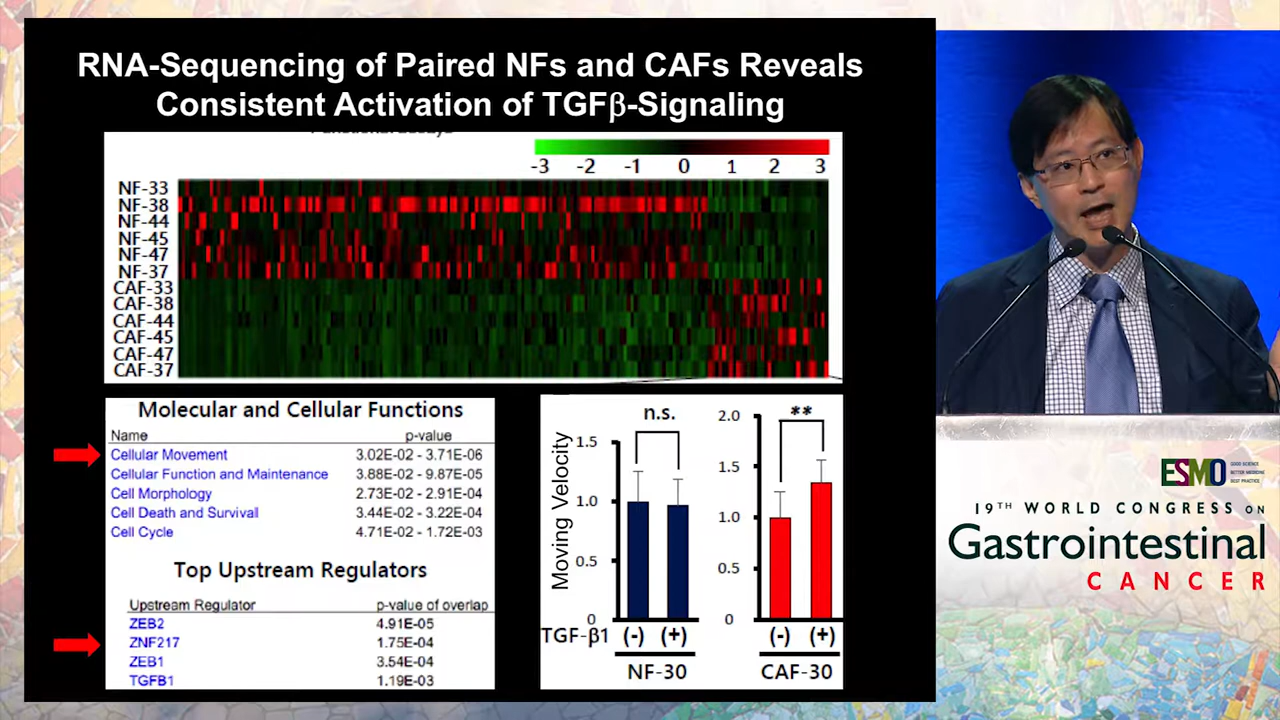 RNA-Sequencing of Paired NFs and CAFs Reveals
Consistent Activation of TGFβ-Signaling
-3 -2 -1 0 1 2 3
NF-33
NF-38
NF-44
NF-45
NF-47
NF-37
CAF-33
CAF-38
CAF-44
CAF-45
CAF-47
CAF-37
Molecular and Cellular Functions
Name p-value
Cellular Movement 3.02E-02 - 3.71E-06
Cellular Function and Maintenance 3.88E-02 - 9.87E-05
Cell Morphology 2.73E-02 - 2.91E-04
Cell Death and Survival 3.44E-02 - 3.22E-04
Cell Cycle 4.71E-02 - 1.72E-03
Top Upstream Regulators
Upstream Regulator p-value of overlap
ZEB2 4.91E-05
ZNF217 1.75E-04
ZEB1 3.54E-04
TGFB1 1.19E-03
Moving Velocity
n.s.
1.5
1.0
0.5
0
**
2.0
1.5
1.0
0.5
0
TGF-β1 (-) (+) (-) (+)
NF-30 CAF-30
ESMO
GOOD SCIENCE
BETTER MEDICINE
BEST PRACTICE
19TH WORLD CONGRESS ON
Gastrointestinal
CANCER